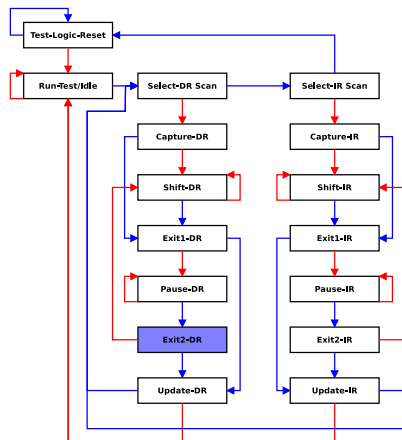 Test-Logic-Reset
Run-Test/Idle
Select-DR Scan
Select-IR Scan
Capture-DR
Capture-IR
Shift-DR
Shift-IR
Exit1-DR
Exit1-IR
Pause-DR
Pause-IR
Exit2-DR
Exit2-IR
Update-DR
Update-IR